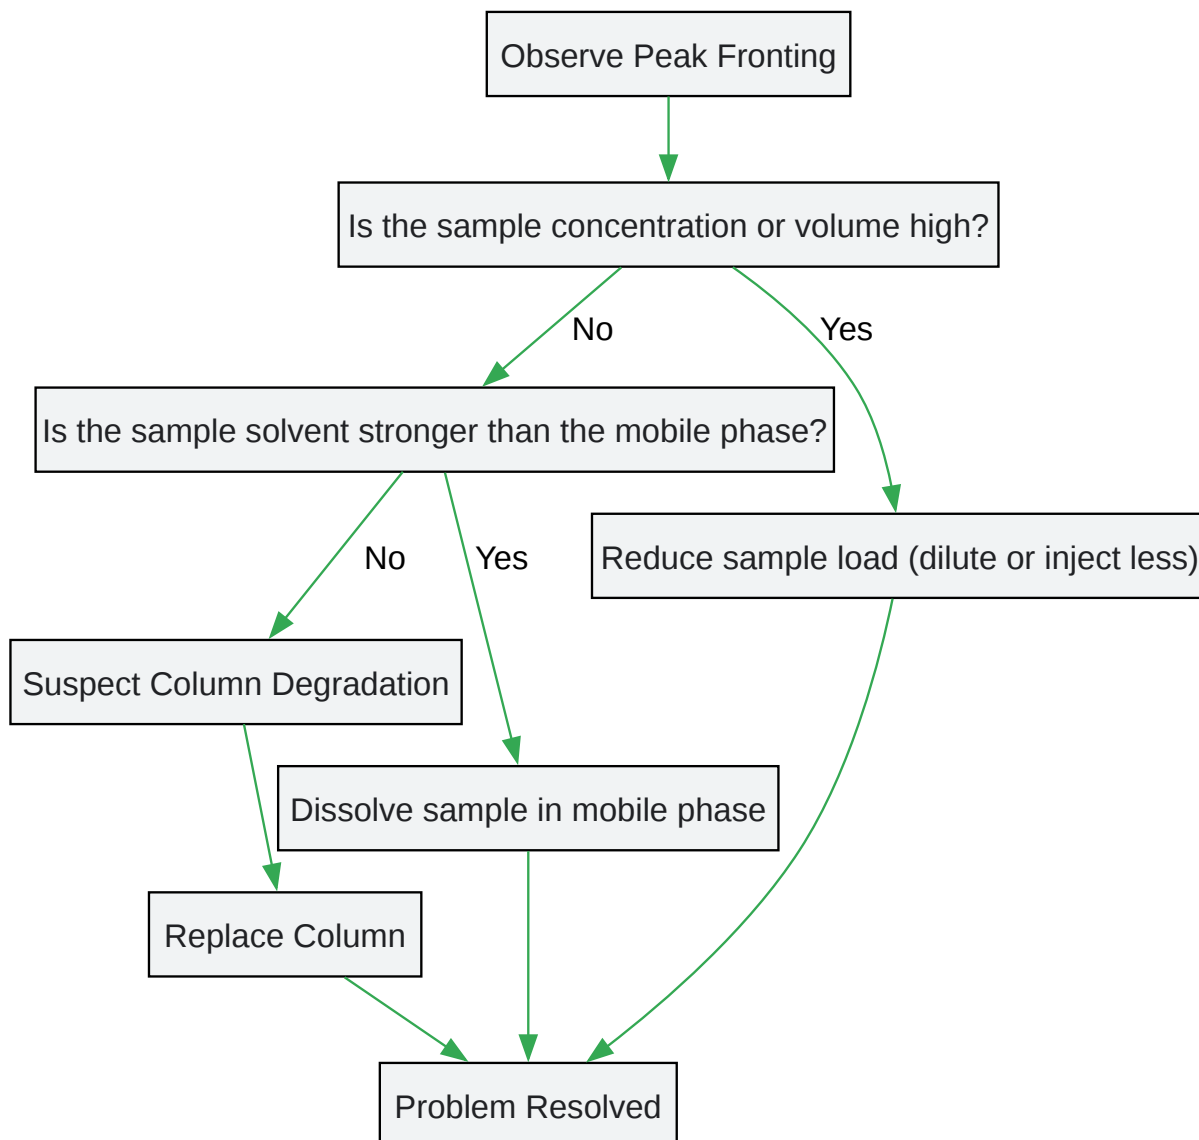 Observe Peak Fronting
Is the sample concentration or volume high?
No
Yes
Is the sample solvent stronger than the mobile phase?
No
Yes
Reduce sample load (dilute or inject less)
Suspect Column Degradation
Dissolve sample in mobile phase
Replace Column
Problem Resolved